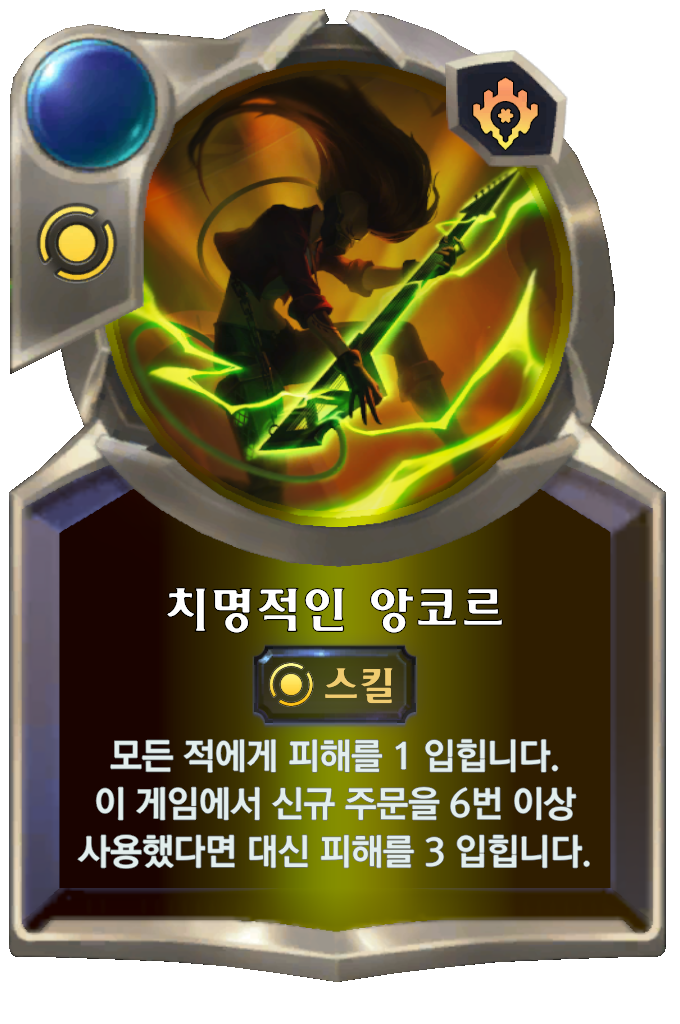 치명적인 앙코르
스킬
모든 적에게 피해를 1 입힙니다.
이 게임에서 신규 주문을 6번 이상
사용했다면 대신 피해를 3 입힙니다.